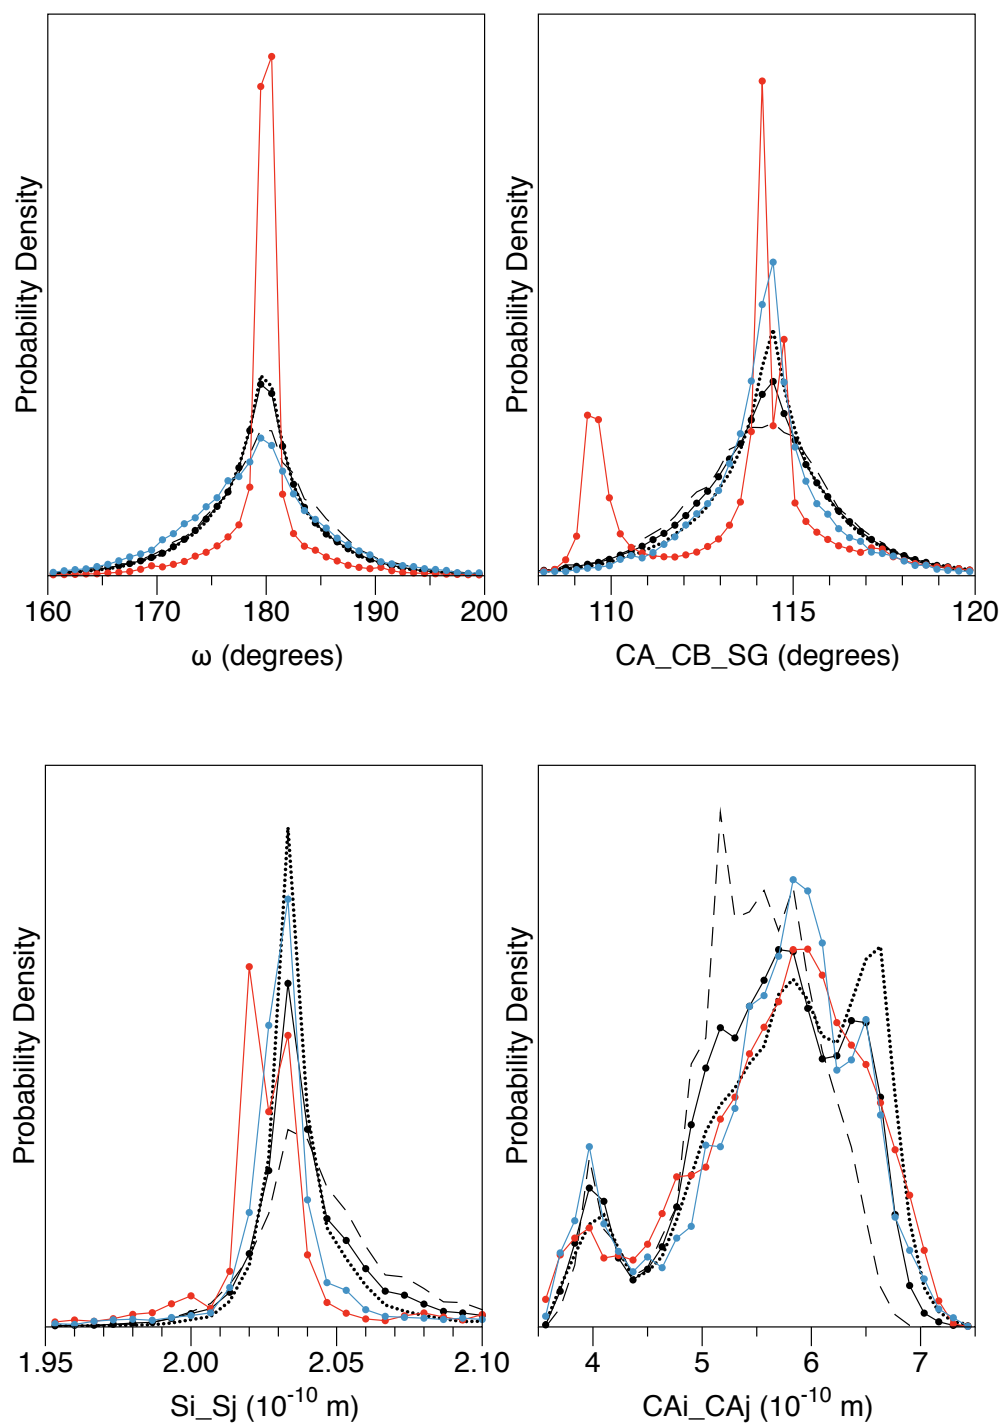 Probability Density
160 170 180 190 200
ω (degrees)
Probability Density
110 115 120
CA_CB_SG (degrees)
Probability Density
1.95 2.00 2.05 2.10
Si_Sj (10⁻¹⁰ m)
Probability Density
4 5 6 7
CAi_CAj (10⁻¹⁰ m)